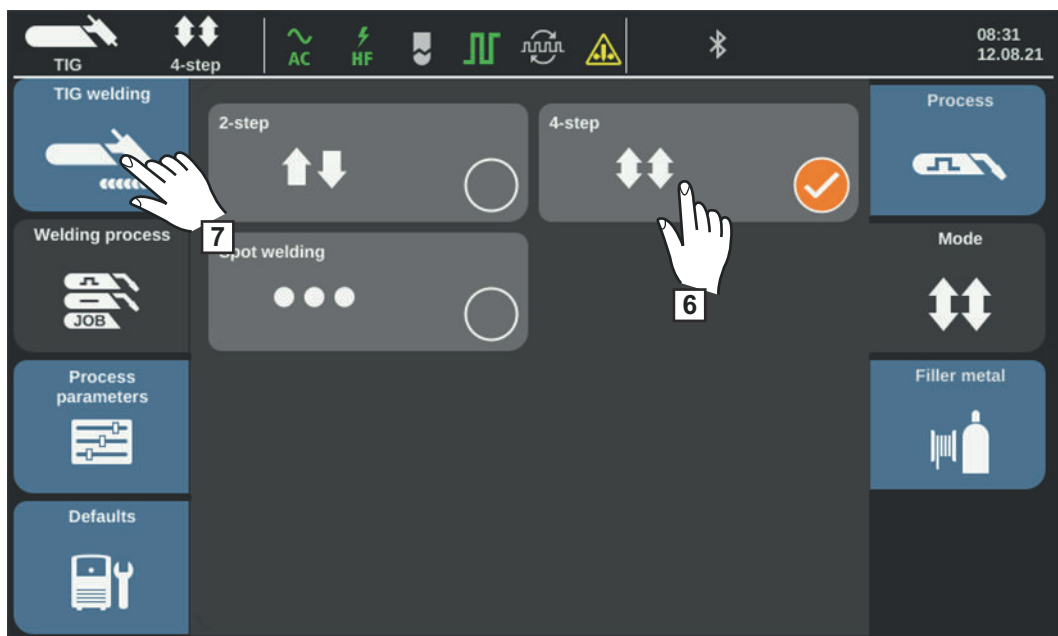 TIG
4-step
AC
HF
08:31
12.08.21
TIG welding
2-step
4-step
Process
7
6
Welding process
JOB
Spot welding
Mode
Process
parameters
Filler metal
Defaults